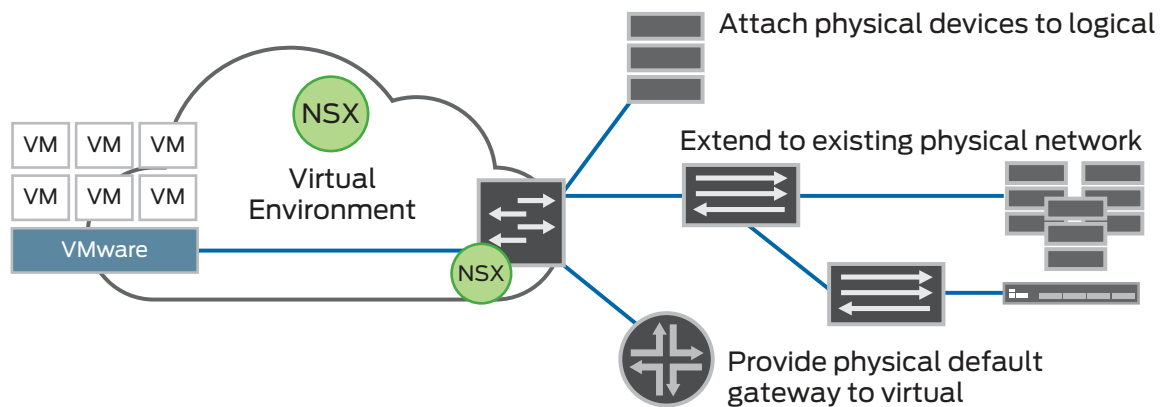 Attach physical devices to logical
NSX
Extend to existing physical network
VM VM VM
VM VM VM
Virtual
Environment
VMware
NSX
Provide physical default
gateway to virtual